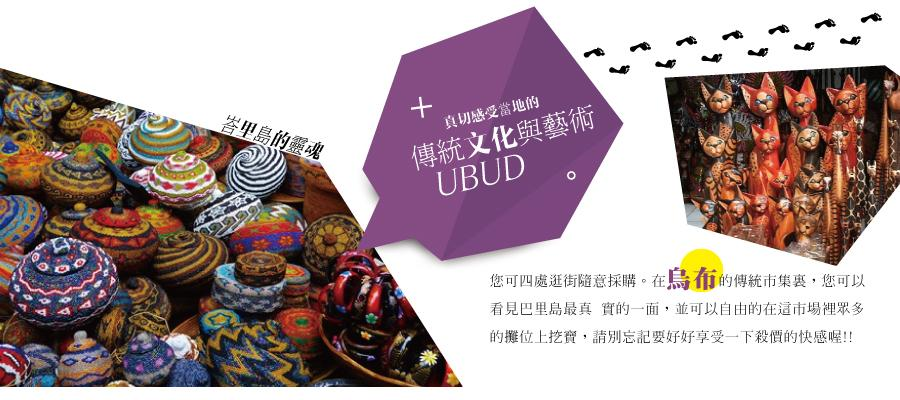 峇里島的靈魂
真切感受當地的
傳統文化與藝術
UBUD
您可四處逛街隨意採購。在烏布的傳統市集裏，您可以
看見巴里島最真 實的一面，並可以自由的在這市場裡眾多
的攤位上挖寶，請別忘記要好好享受一下殺價的快感喔!!